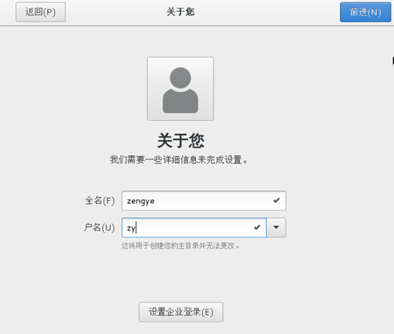 返回(P)
关于您
前进(N)
关于您
我们需要一些详细信息来完成设置。
全名(F)
zengye
户名(U)
zy
这将用于创建您的主目录并无法更改。
设置企业登录(E)